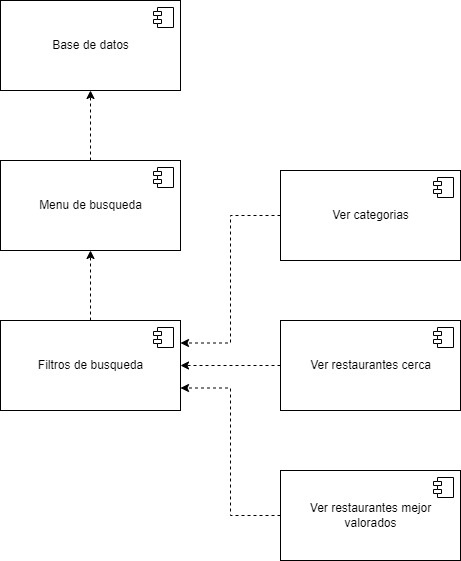 Base de datos
Menu de busqueda
Ver categorias
Filtros de busqueda
Ver restaurantes cerca
Ver restaurantes mejor
valorados